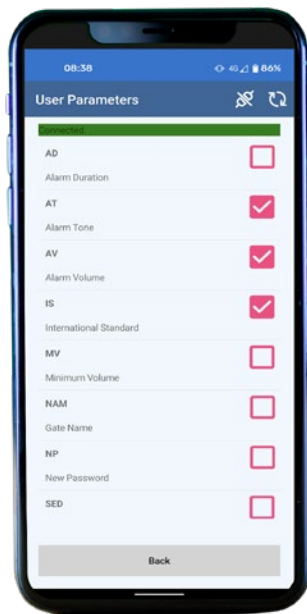 08:38
4G 86%
User Parameters
Connected.
AD
Alarm Duration
AT
Alarm Tone
AV
Alarm Volume
IS
International Standard
MV
Minimum Volume
NAM
Gate Name
NP
New Password
SED
Back